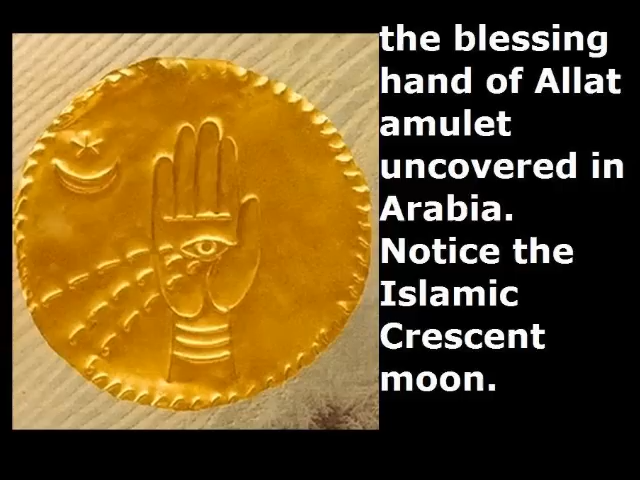 the blessing
hand of Allat
amulet
uncovered in
Arabia.
Notice the
Islamic
Crescent
moon.